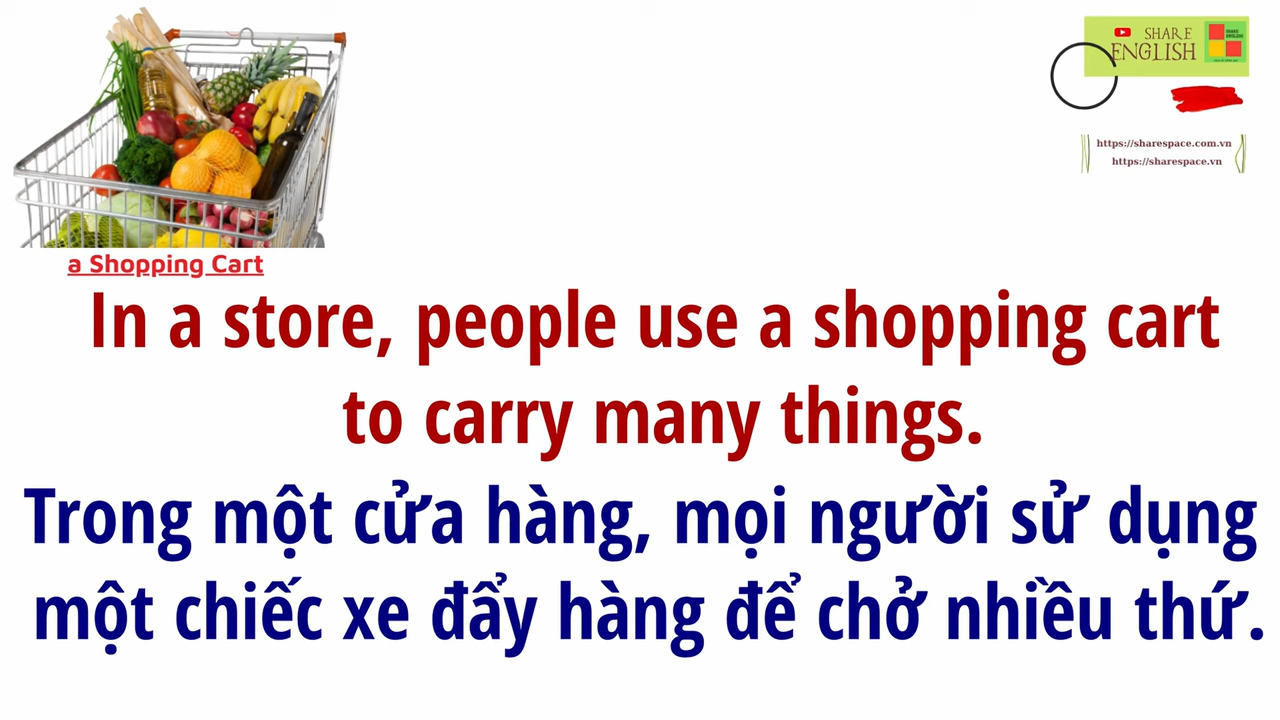 SHARE
ENGLISH
https://sharespace.com.vn
https://sharespace.vn
a Shopping Cart
In a store, people use a shopping cart
to carry many things.
Trong một cửa hàng, mọi người sử dụng
một chiếc xe đẩy hàng để chở nhiều thứ.